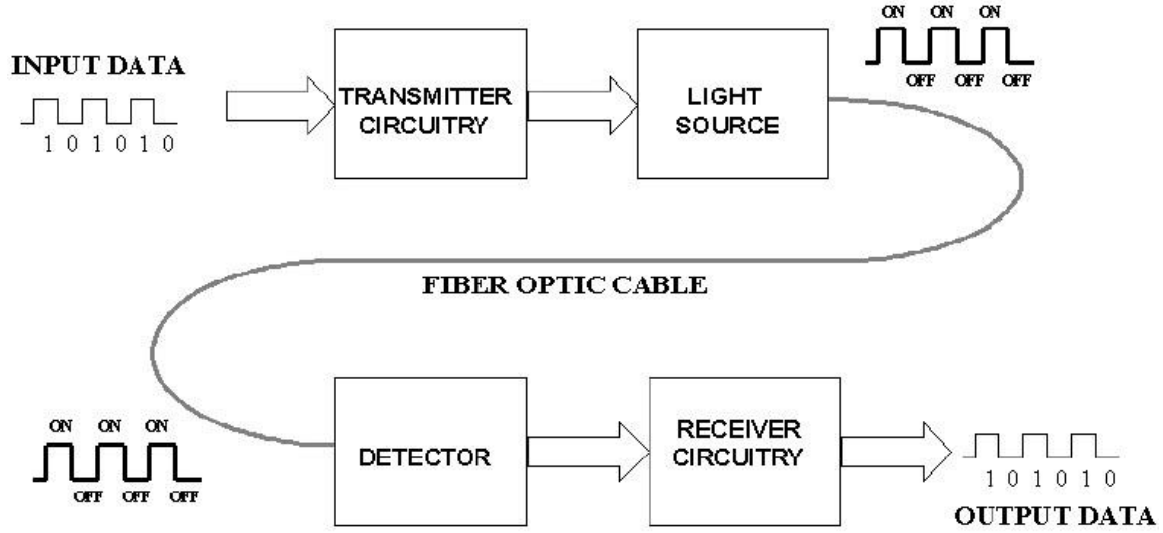 ON ON ON
OFF OFF OFF
INPUT DATA
1 0 1 0 1 0
TRANSMITTER
CIRCUITRY
LIGHT
SOURCE
FIBER OPTIC CABLE
ON ON ON
OFF OFF OFF
DETECTOR
RECEIVER
CIRCUITRY
1 0 1 0 1 0
OUTPUT DATA